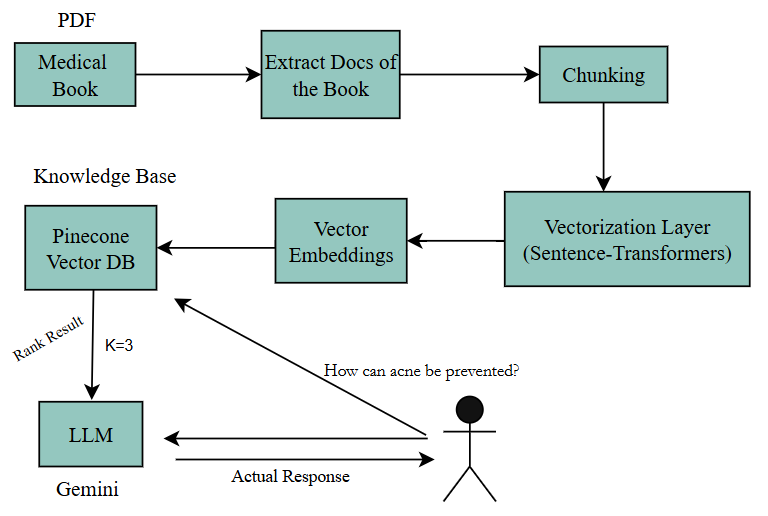 PDF
Medical
Book
Extract Docs of
the Book
Chunking
Knowledge Base
Pinecone
Vector DB
Vector
Embeddings
Vectorization Layer
(Sentence-Transformers)
Rank Result
K=3
How can acne be prevented?
LLM
Gemini
Actual Response